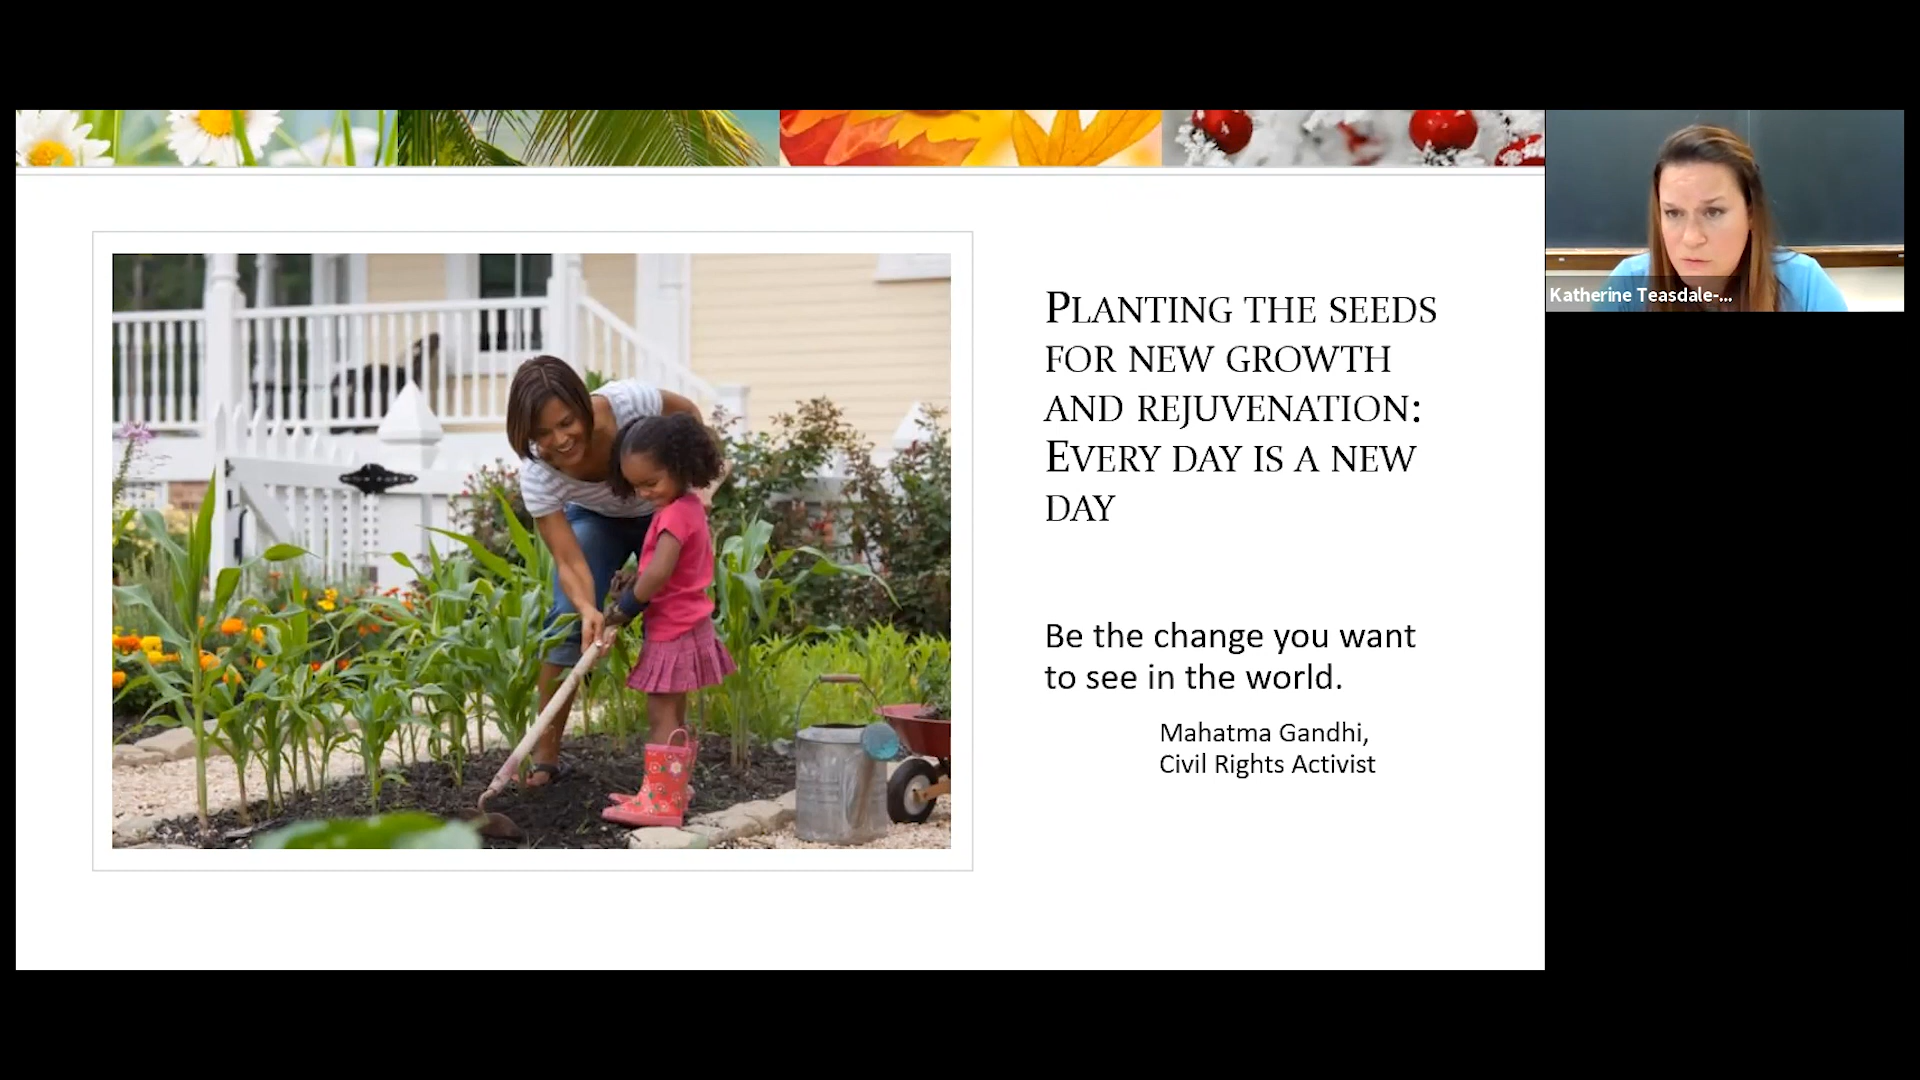 PLANTING THE SEEDS
FOR NEW GROWTH
AND REJUVENATION:
EVERY DAY IS A NEW
DAY
Be the change you want
to see in the world.
Mahatma Gandhi,
Civil Rights Activist
Katherine Teasdale-...